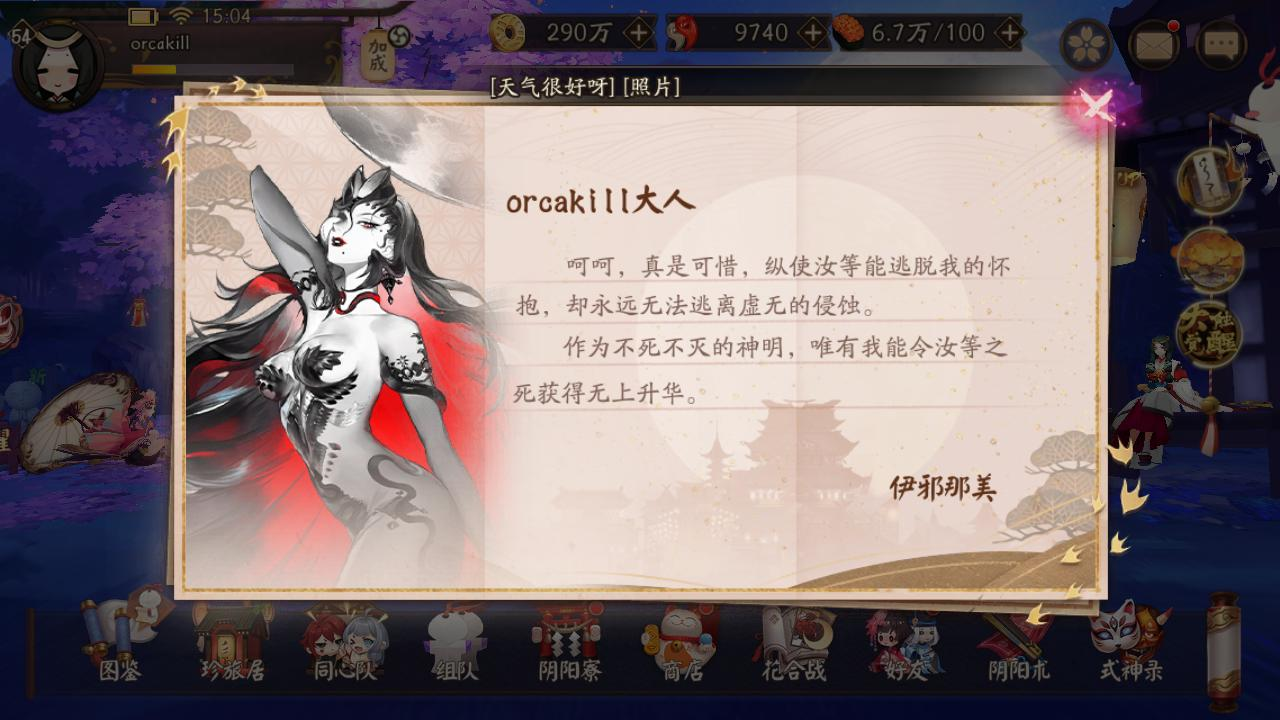 15:04
54
orcakill
加成
290万
9740
6.7万/100
[天气很好呀] [照片]
orcakill大人
呵呵，真是可惜，纵使汝等能逃脱我的怀
抱，却永远无法逃离虚无的侵蚀。
作为不死不灭的神明，唯有我能令汝等之
死获得无上升华。
伊邪那美
图鉴
珍旅居
同心队
组队
阴阳寮
商店
花合战
好友
阴阳术
式神录